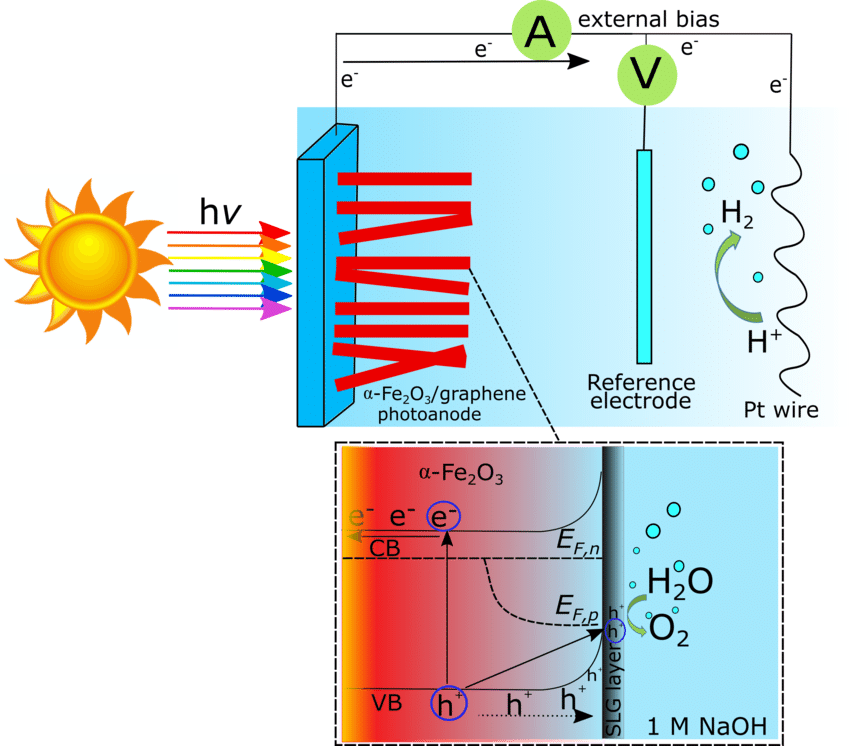 A
external bias
e-
e-
V
e-
e-
hν
H₂
H⁺
α-Fe₂O₃/graphene
photoanode
Reference
electrode
Pt wire
α-Fe₂O₃
e- e- e-
CB
E_F,n
H₂O
E_F,p
h⁺
h⁺
O₂
h⁺
VB
h⁺ h⁺ h⁺
SLG layer
1 M NaOH